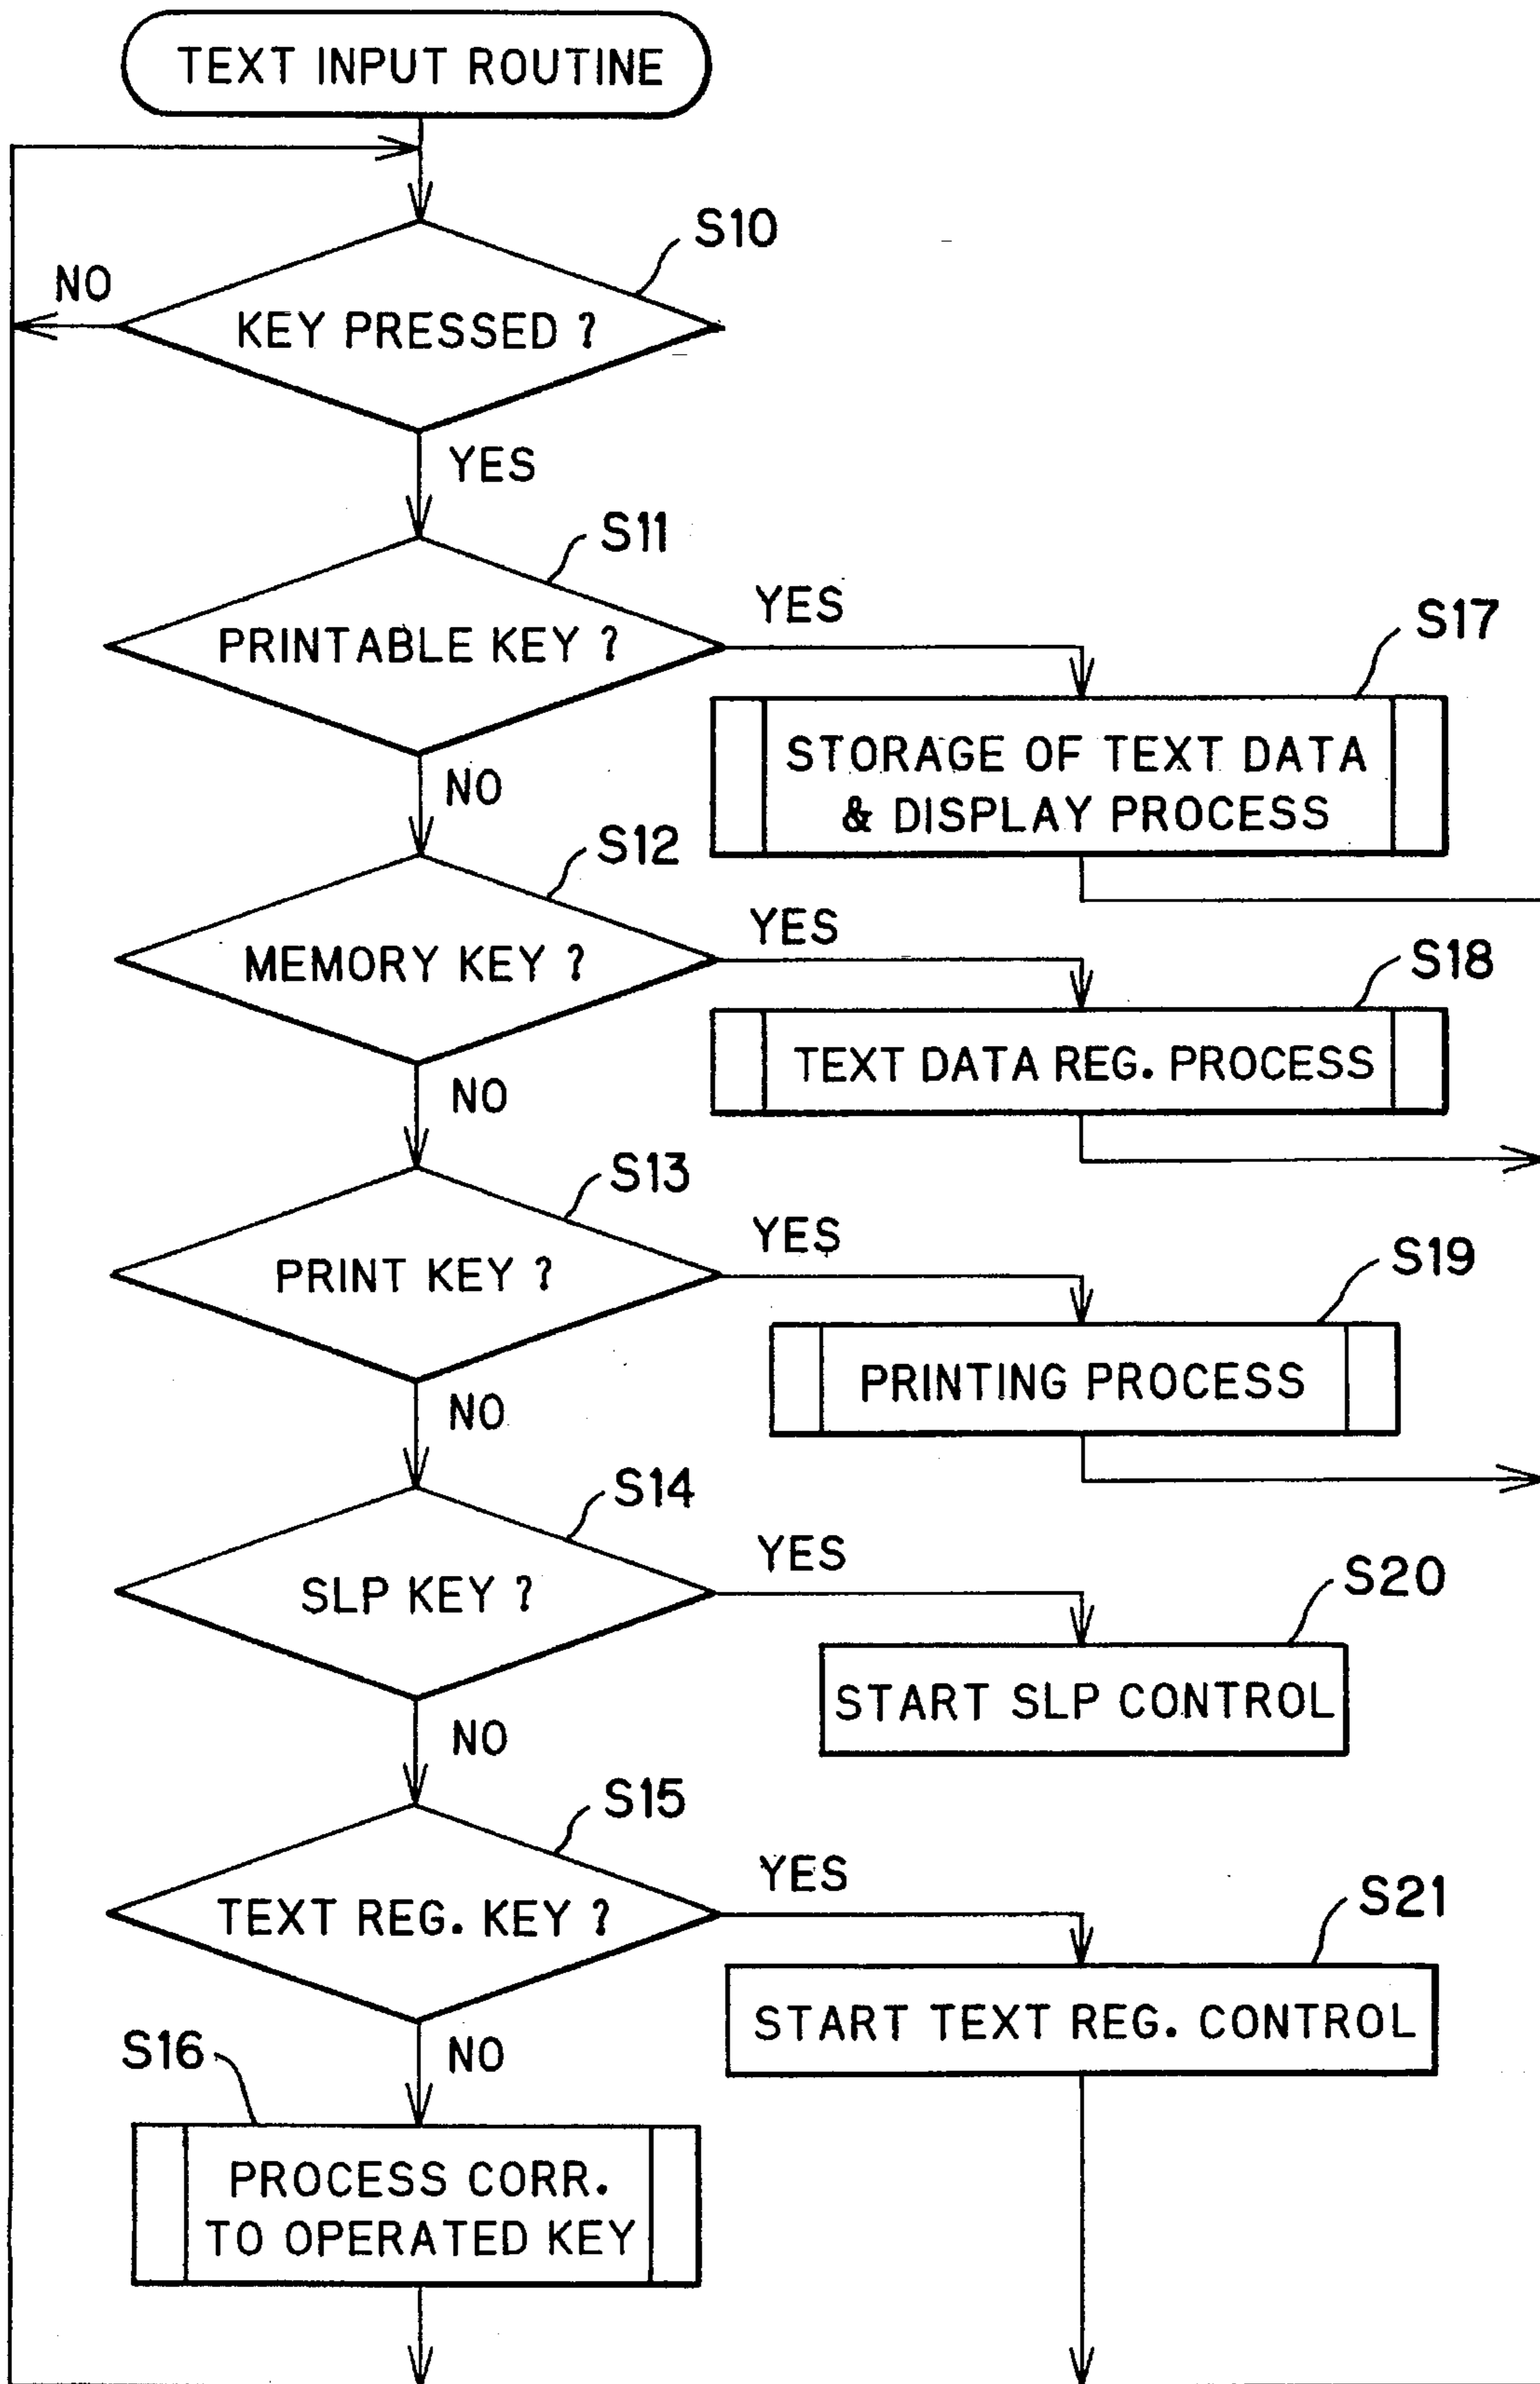 TEXT INPUT ROUTINE
S10
NO
KEY PRESSED ?
YES
S11
YES
PRINTABLE KEY ?
S17
STORAGE OF TEXT DATA
& DISPLAY PROCESS
NO
S12
YES
MEMORY KEY ?
S18
TEXT DATA REG. PROCESS
NO
S13
YES
PRINT KEY ?
S19
PRINTING PROCESS
NO
S14
YES
SLP KEY ?
S20
START SLP CONTROL
NO
S15
YES
TEXT REG. KEY ?
S21
START TEXT REG. CONTROL
S16
NO
PROCESS CORR.
TO OPERATED KEY